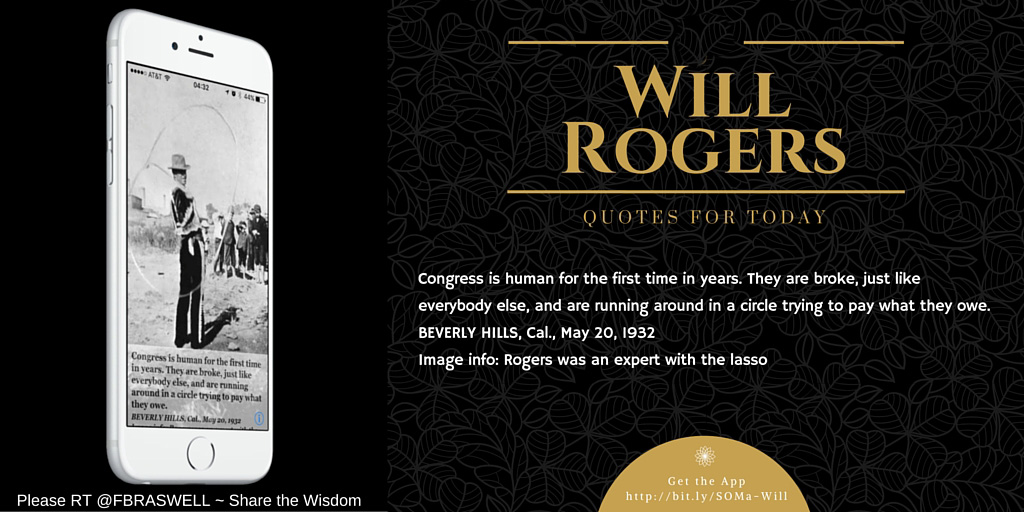 AT&T
04:32
44%
Congress is human for the first time
in years. They are broke, just like
everybody else, and are running
around in a circle trying to pay what
they owe.
BEVERLY HILLS, Cal., May 20, 1932
Please RT @FBRASWELL ~ Share the Wisdom
WILL
ROGERS
QUOTES FOR TODAY
Congress is human for the first time in years. They are broke, just like
everybody else, and are running around in a circle trying to pay what they owe.
BEVERLY HILLS, Cal., May 20, 1932
Image info: Rogers was an expert with the lasso
Get the App
http://bit.ly/SOMa-Will